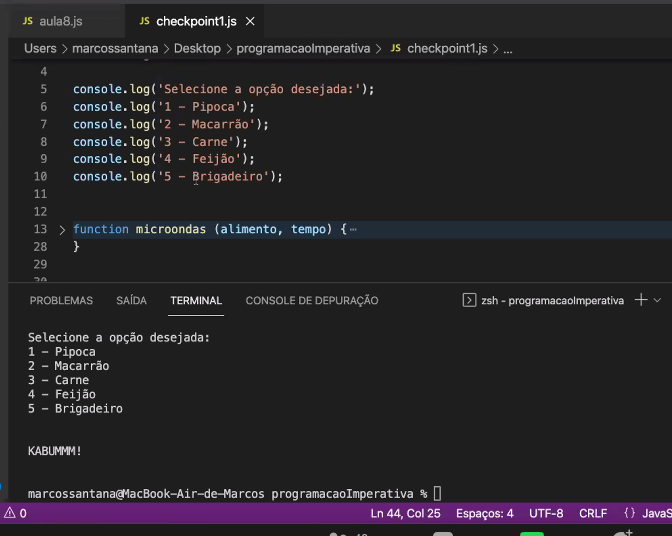 JS aula8.js JS checkpoint1.js ×
Users > marcossantana > Desktop > programacaoImperativa > JS checkpoint1.js > ...
4
5 console.log('Selecione a opção desejada:');
6 console.log('1 - Pipoca');
7 console.log('2 - Macarrão');
8 console.log('3 - Carne');
9 console.log('4 - Feijão');
10 console.log('5 - Brigadeiro');
11
12
13 > function microondas (alimento, tempo) {⋯
28 }
29
PROBLEMAS SAÍDA TERMINAL CONSOLE DE DEPURAÇÃO zsh - programacaoImperativa
Selecione a opção desejada:
1 - Pipoca
2 - Macarrão
3 - Carne
4 - Feijão
5 - Brigadeiro
KABUMMM!
marcossantana@MacBook-Air-de-Marcos programacaoImperativa %
0 Ln 44, Col 25 Espaços: 4 UTF-8 CRLF {} JavaS